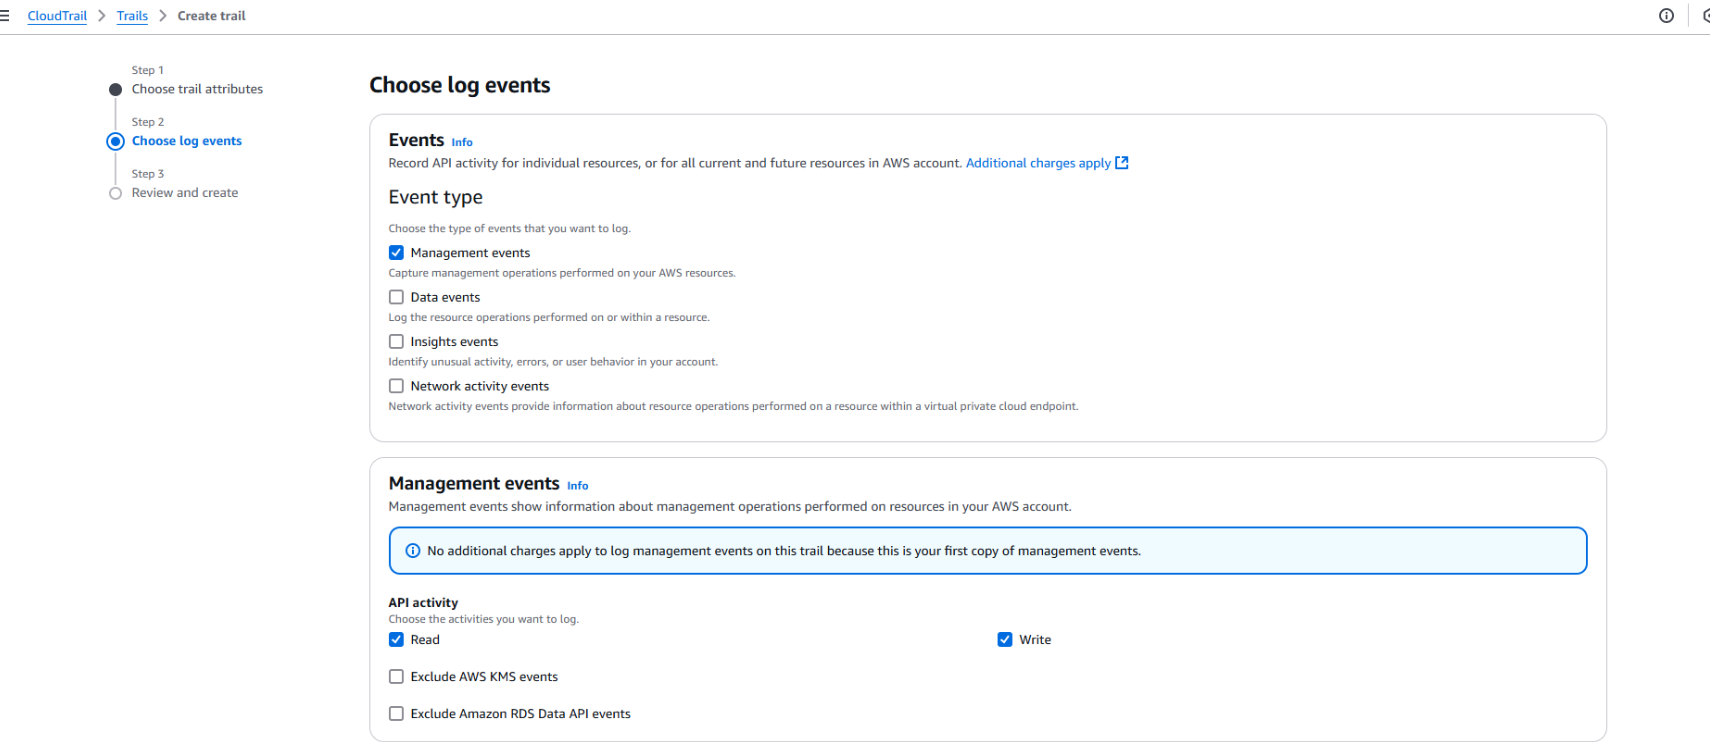 CloudTrail > Trails > Create trail
Step 1
Choose trail attributes
Step 2
Choose log events
Step 3
Review and create
Choose log events
Events Info
Record API activity for individual resources, or for all current and future resources in AWS account. Additional charges apply
Event type
Choose the type of events that you want to log.
Management events
Capture management operations performed on your AWS resources.
Data events
Log the resource operations performed on or within a resource.
Insights events
Identify unusual activity, errors, or user behavior in your account.
Network activity events
Network activity events provide information about resource operations performed on a resource within a virtual private cloud endpoint.
Management events Info
Management events show information about management operations performed on resources in your AWS account.
No additional charges apply to log management events on this trail because this is your first copy of management events.
API activity
Choose the activities you want to log.
Read Write
Exclude AWS KMS events
Exclude Amazon RDS Data API events